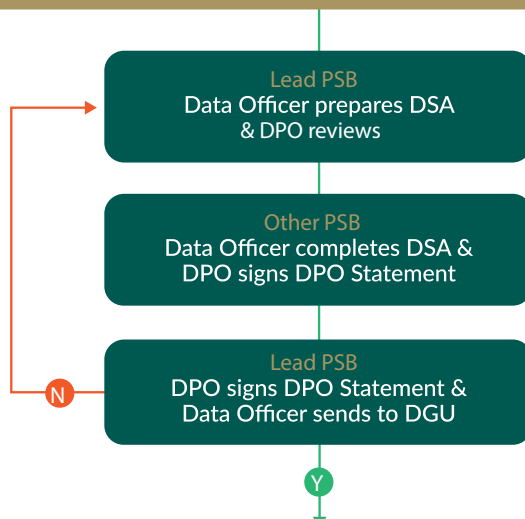 Lead PSB
Data Officer prepares DSA
& DPO reviews
Other PSB
Data Officer completes DSA &
DPO signs DPO Statement
Lead PSB
DPO signs DPO Statement &
Data Officer sends to DGU
N
Y